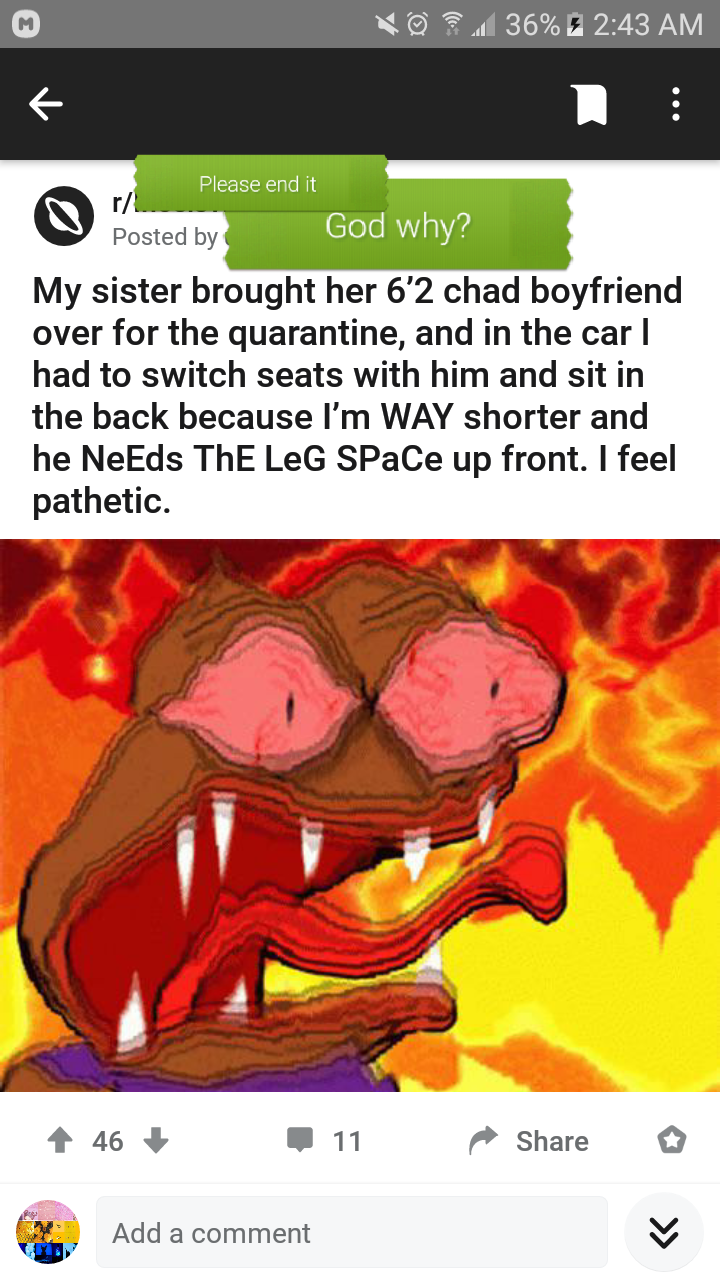 36% 2:43 AM
Please end it
r/
God why?
Posted by
My sister brought her 6’2 chad boyfriend
over for the quarantine, and in the car I
had to switch seats with him and sit in
the back because I’m WAY shorter and
he NeEds ThE LeG SPaCe up front. I feel
pathetic.
46
11
Share
Add a comment